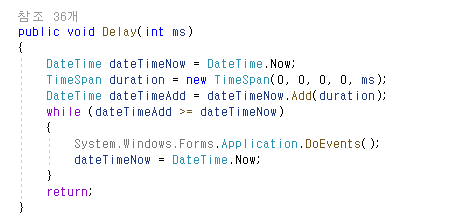 참조 36개
public void Delay(int ms)
{
    DateTime dateTimeNow = DateTime.Now;
    TimeSpan duration = new TimeSpan(0, 0, 0, 0, ms);
    DateTime dateTimeAdd = dateTimeNow.Add(duration);
    while (dateTimeAdd >= dateTimeNow)
    {
        System.Windows.Forms.Application.DoEvents();
        dateTimeNow = DateTime.Now;
    }
    return;
}